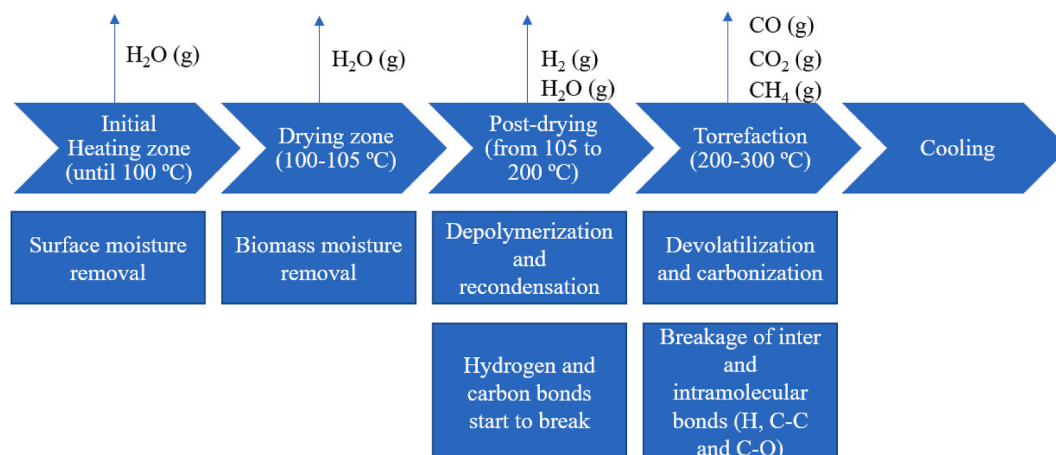 H₂O (g)
H₂O (g)
H₂ (g)
H₂O (g)
CO (g)
CO₂ (g)
CH₄ (g)
Initial
Heating zone
(until 100 ºC)
Drying zone
(100-105 ºC)
Post-drying
(from 105 to
200 ºC)
Torrefaction
(200-300 ºC)
Cooling
Surface moisture
removal
Biomass moisture
removal
Depolymerization
and
recondensation
Devolatilization
and carbonization
Hydrogen and
carbon bonds
start to break
Breakage of inter
and
intramolecular
bonds (H, C-C
and C-O)